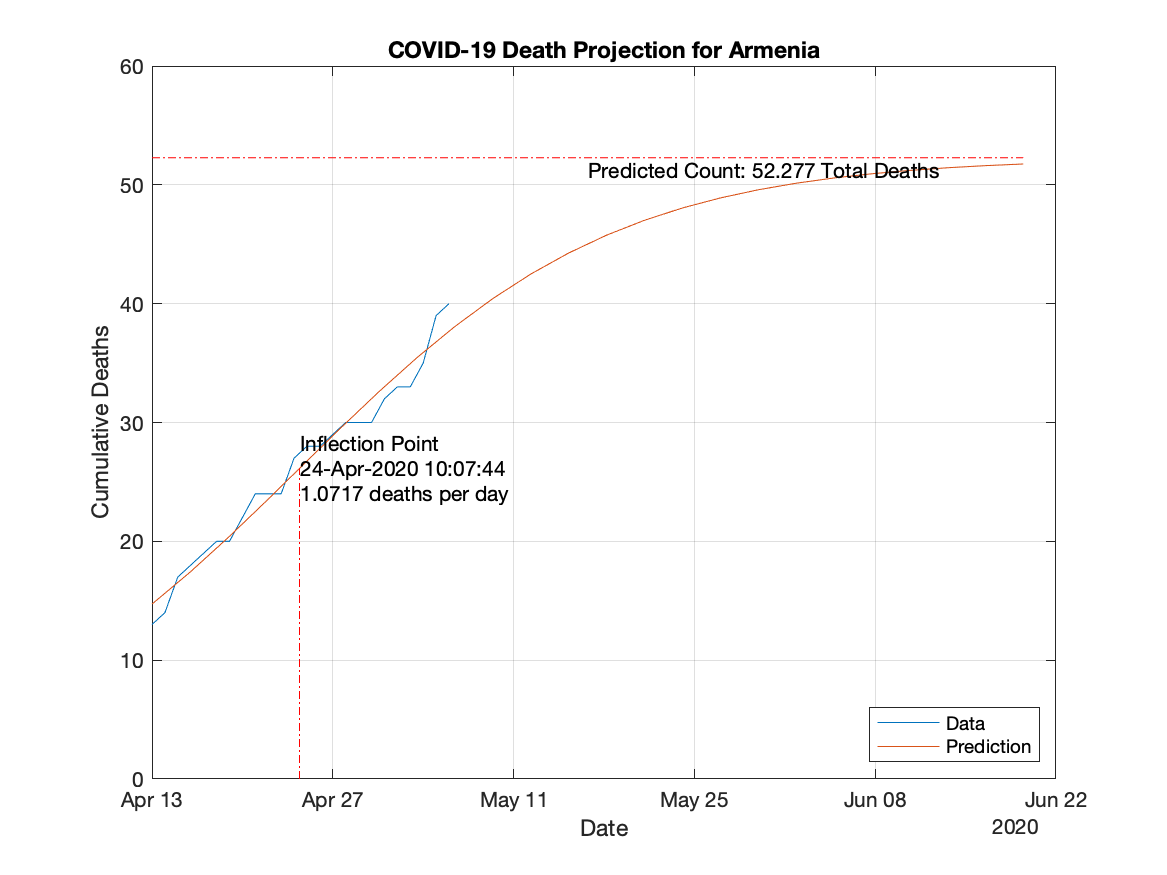 COVID-19 Death Projection for Armenia
60
50
40
30
20
10
0
Cumulative Deaths
Predicted Count: 52.277 Total Deaths
Inflection Point
24-Apr-2020 10:07:44
1.0717 deaths per day
Data
Prediction
Apr 13
Apr 27
May 11
May 25
Jun 08
Jun 22
Date
2020